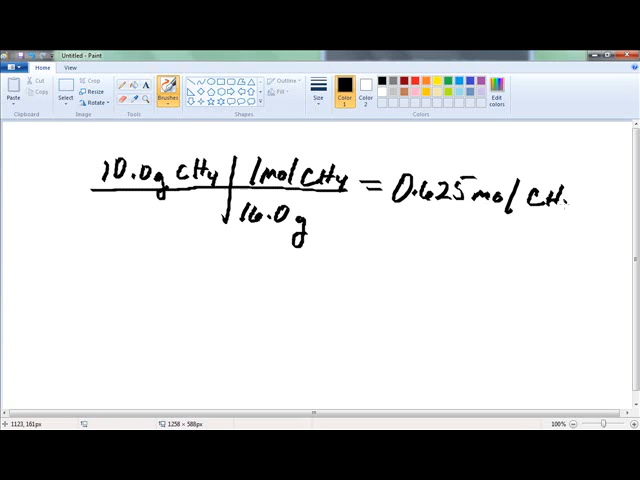 Untitled - Paint
Home View
Paste Cut Copy Clipboard
Select Crop Resize Rotate Image
Tools
Brushes
Shapes Outline Fill
Size
Color 1 Color 2 Edit colors Colors
10.0g CH4 1mol CH4 = 0.625 mol CH
16.0 g
1123, 161px 1258 × 588px 100%